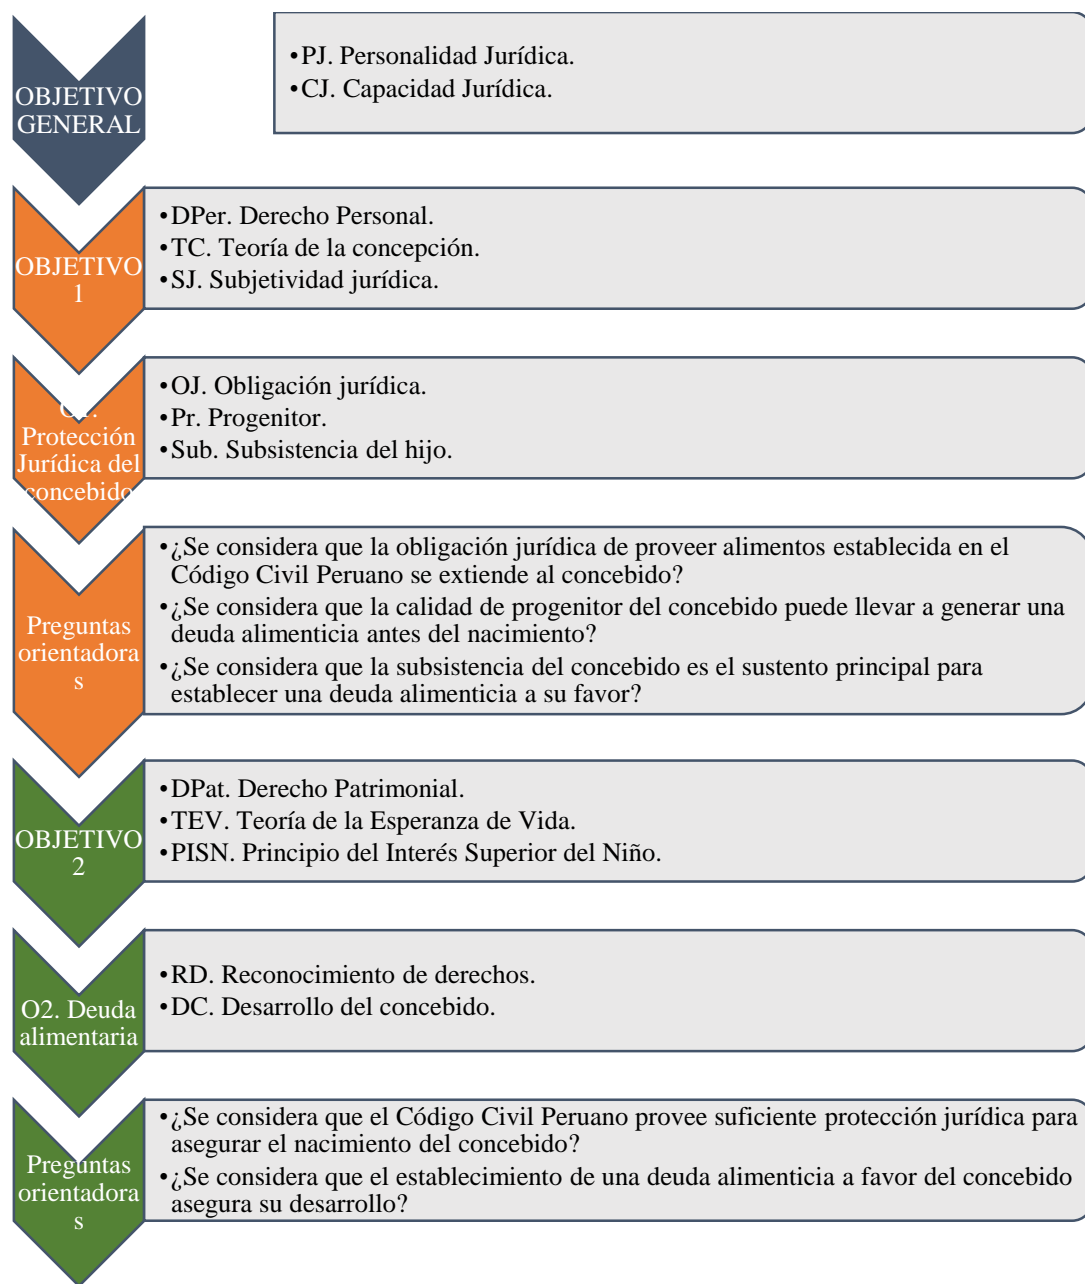 OBJETIVO
GENERAL
•PJ. Personalidad Jurídica.
•CJ. Capacidad Jurídica.
OBJETIVO
1
•DPer. Derecho Personal.
•TC. Teoría de la concepción.
•SJ. Subjetividad jurídica.
Protección
Jurídica del
concebido
•OJ. Obligación jurídica.
•Pr. Progenitor.
•Sub. Subsistencia del hijo.
Preguntas
orientadora
s
•¿Se considera que la obligación jurídica de proveer alimentos establecida en el
Código Civil Peruano se extiende al concebido?
•¿Se considera que la calidad de progenitor del concebido puede llevar a generar una
deuda alimenticia antes del nacimiento?
•¿Se considera que la subsistencia del concebido es el sustento principal para
establecer una deuda alimenticia a su favor?
OBJETIVO
2
•DPat. Derecho Patrimonial.
•TEV. Teoría de la Esperanza de Vida.
•PISN. Principio del Interés Superior del Niño.
O2. Deuda
alimentaria
•RD. Reconocimiento de derechos.
•DC. Desarrollo del concebido.
Preguntas
orientadora
s
•¿Se considera que el Código Civil Peruano provee suficiente protección jurídica para
asegurar el nacimiento del concebido?
•¿Se considera que el establecimiento de una deuda alimenticia a favor del concebido
asegura su desarrollo?